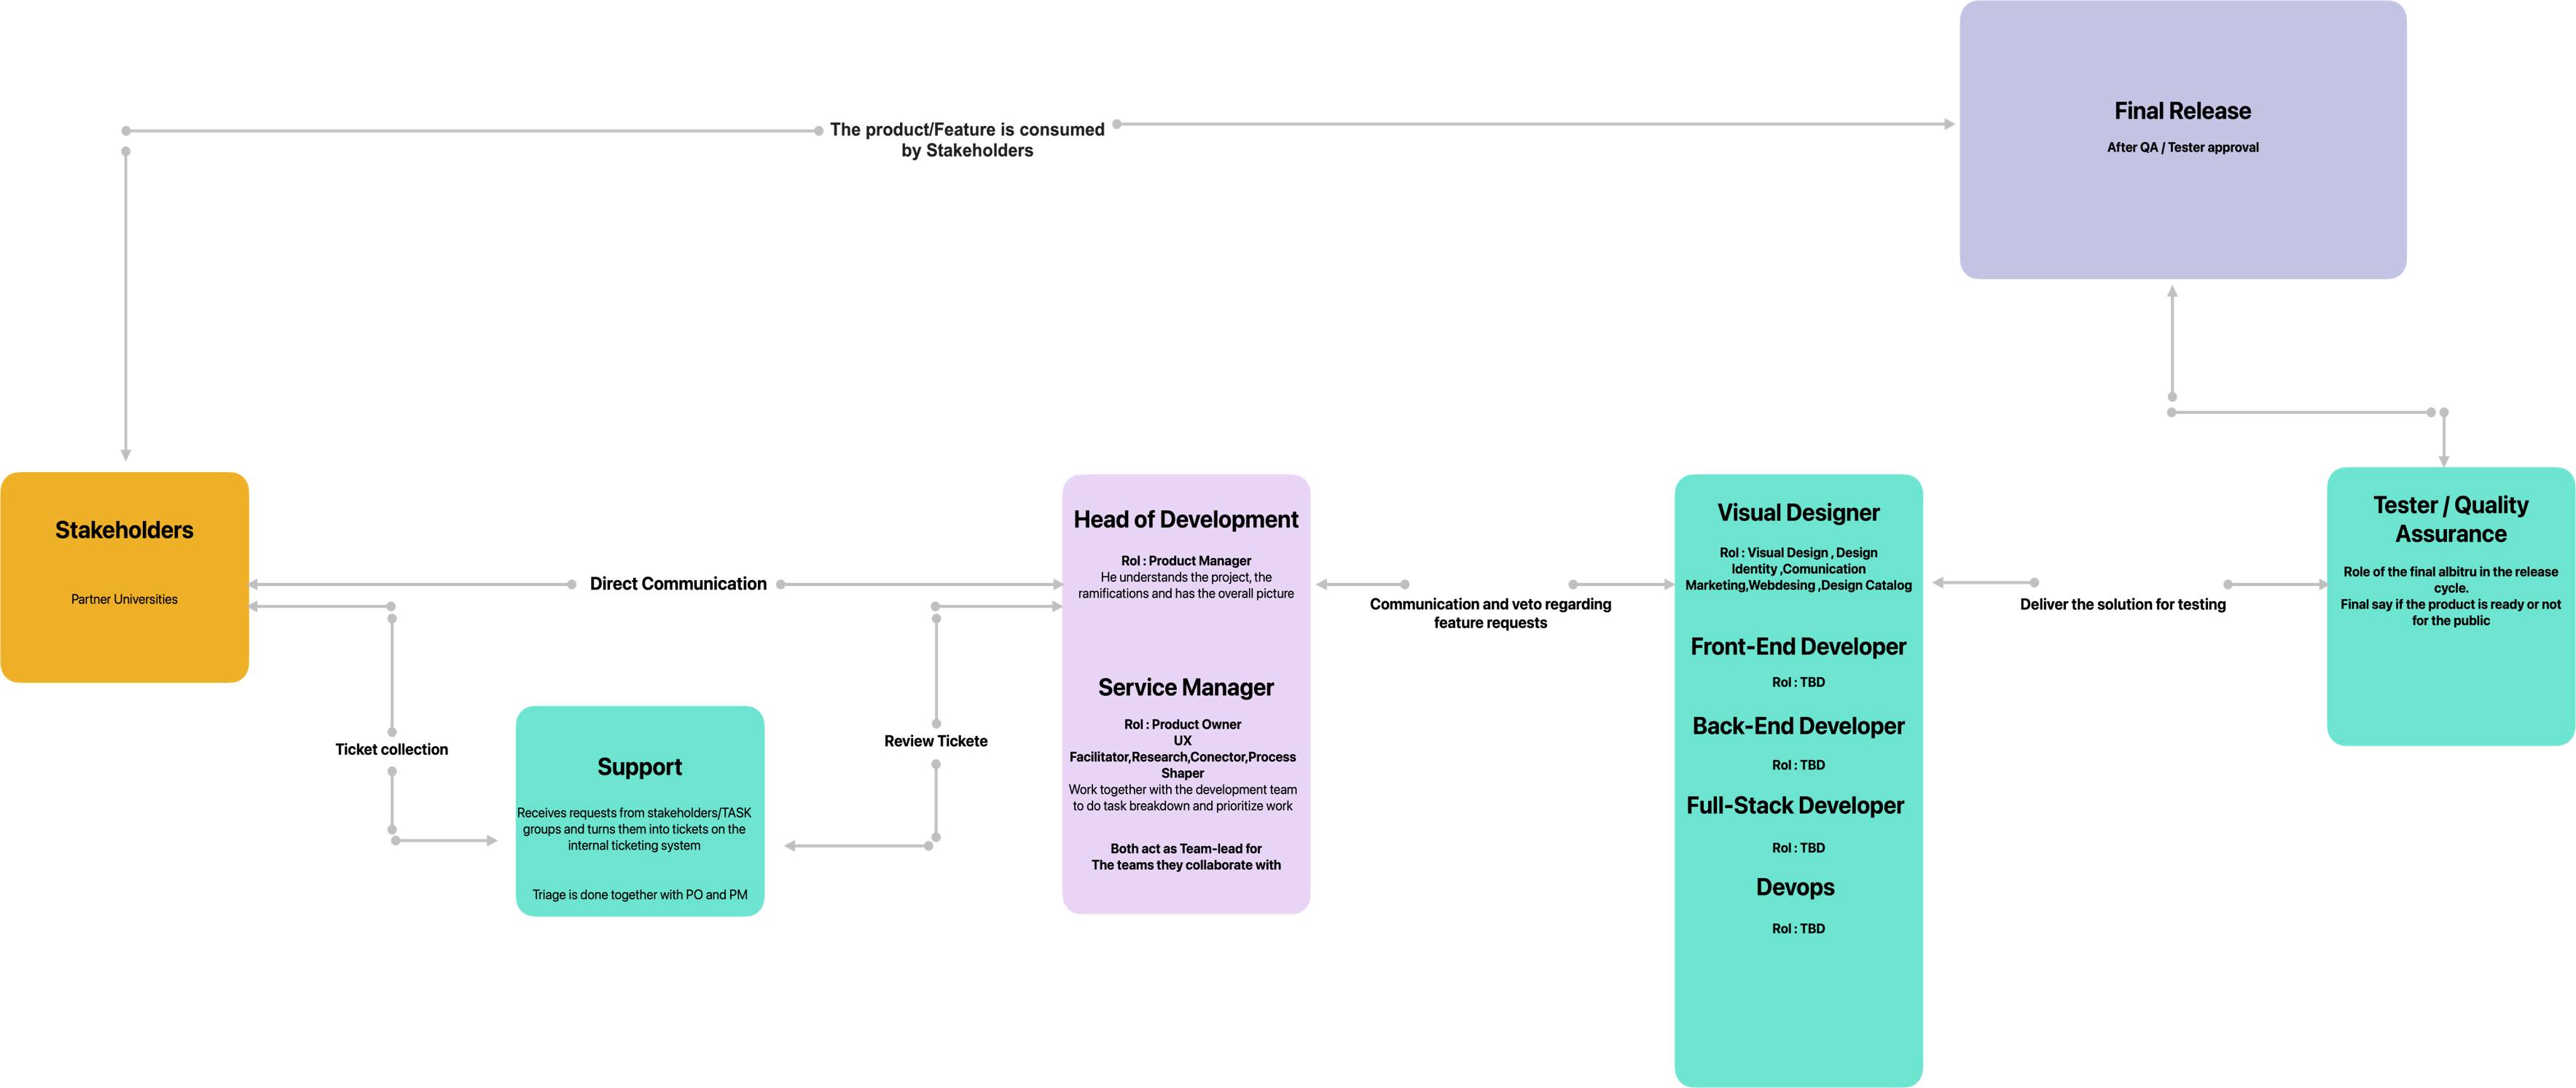 Final Release
After QA / Tester approval
The product/Feature is consumed
by Stakeholders
Stakeholders
Partner Universities
Direct Communication
Ticket collection
Support
Receives requests from stakeholders/TASK
groups and turns them into tickets on the
internal ticketing system
Triage is done together with PO and PM
Review Tickete
Head of Development
Rol : Product Manager
He understands the project, the
ramifications and has the overall picture
Service Manager
Rol : Product Owner
UX
Facilitator,Research,Conector,Process
Shaper
Work together with the development team
to do task breakdown and prioritize work
Both act as Team-lead for
The teams they collaborate with
Communication and veto regarding
feature requests
Visual Designer
Rol : Visual Design , Design
Identity ,Comunication
Marketing,Webdesing ,Design Catalog
Front-End Developer
Rol : TBD
Back-End Developer
Rol : TBD
Full-Stack Developer
Rol : TBD
Devops
Rol : TBD
Deliver the solution for testing
Tester / Quality
Assurance
Role of the final albitru in the release
cycle.
Final say if the product is ready or not
for the public